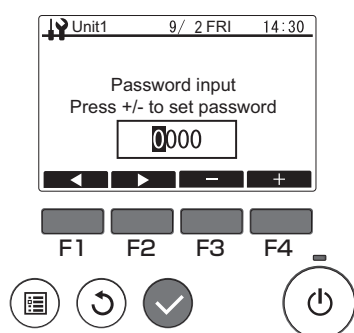 Unit1 9/ 2 FRI 14:30
Password input
Press +/- to set password
0000
− +
F1 F2 F3 F4